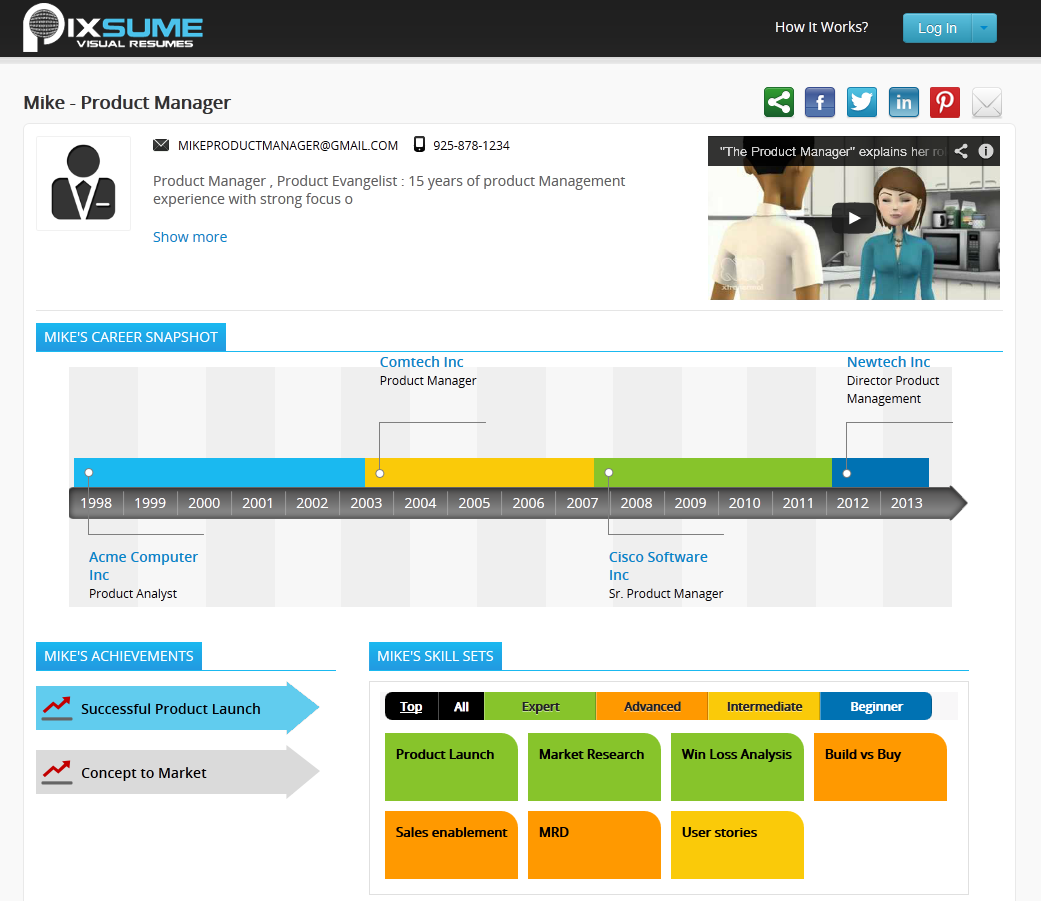 PIXSUME
VISUAL RESUMES
How It Works?
Log In
Mike - Product Manager
f
in
MIKEPRODUCTMANAGER@GMAIL.COM
925-878-1234
Product Manager , Product Evangelist : 15 years of product Management
experience with strong focus o
Show more
"The Product Manager" explains her ro
MIKE'S CAREER SNAPSHOT
Comtech Inc
Product Manager
Newtech Inc
Director Product
Management
1998 1999 2000 2001 2002 2003 2004 2005 2006 2007 2008 2009 2010 2011 2012 2013
Acme Computer
Inc
Product Analyst
Cisco Software
Inc
Sr. Product Manager
MIKE'S ACHIEVEMENTS
Successful Product Launch
Concept to Market
MIKE'S SKILL SETS
Top All Expert Advanced Intermediate Beginner
Product Launch Market Research Win Loss Analysis Build vs Buy
Sales enablement MRD User stories